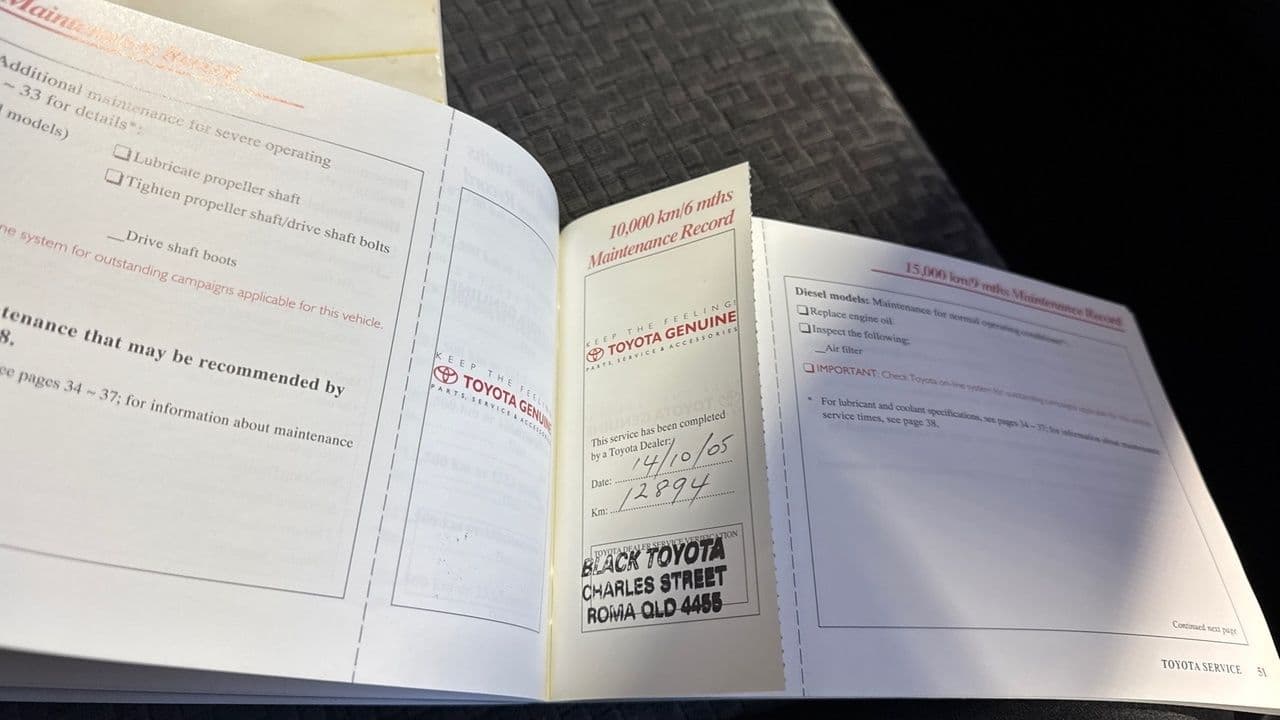 Maintenance Record
Additional maintenance for severe operating
~ 33 for details*:
models)
❏ Lubricate propeller shaft
❏ Tighten propeller shaft/drive shaft bolts
__Drive shaft boots
ne system for outstanding campaigns applicable for this vehicle.
tenance that may be recommended by
8.
ee pages 34 ~ 37; for information about maintenance
KEEP THE FEELIN
TOYOTA GENUINE
PARTS, SERVICE & ACCESSORIES
10,000 km/6 mths
Maintenance Record
KEEP THE FEELING!
TOYOTA GENUINE
PARTS, SERVICE & ACCESSORIES
This service has been completed
by a Toyota Dealer:
Date: 14/10/05
Km: 12894
TOYOTA DEALER SERVICE VERIFICATION
BLACK TOYOTA
CHARLES STREET
ROMA QLD 4455
15,000 km/9 mths Maintenance Record
Diesel models: Maintenance for normal operating conditions*:
❏ Replace engine oil
❏ Inspect the following:
__Air filter
❏ IMPORTANT: Check Toyota on-line system for outstanding campaigns applicable for this vehicle.
* For lubricant and coolant specifications, see pages 34 ~ 37; for information about maintenance
service times, see page 38.
Continued next page
TOYOTA SERVICE 51